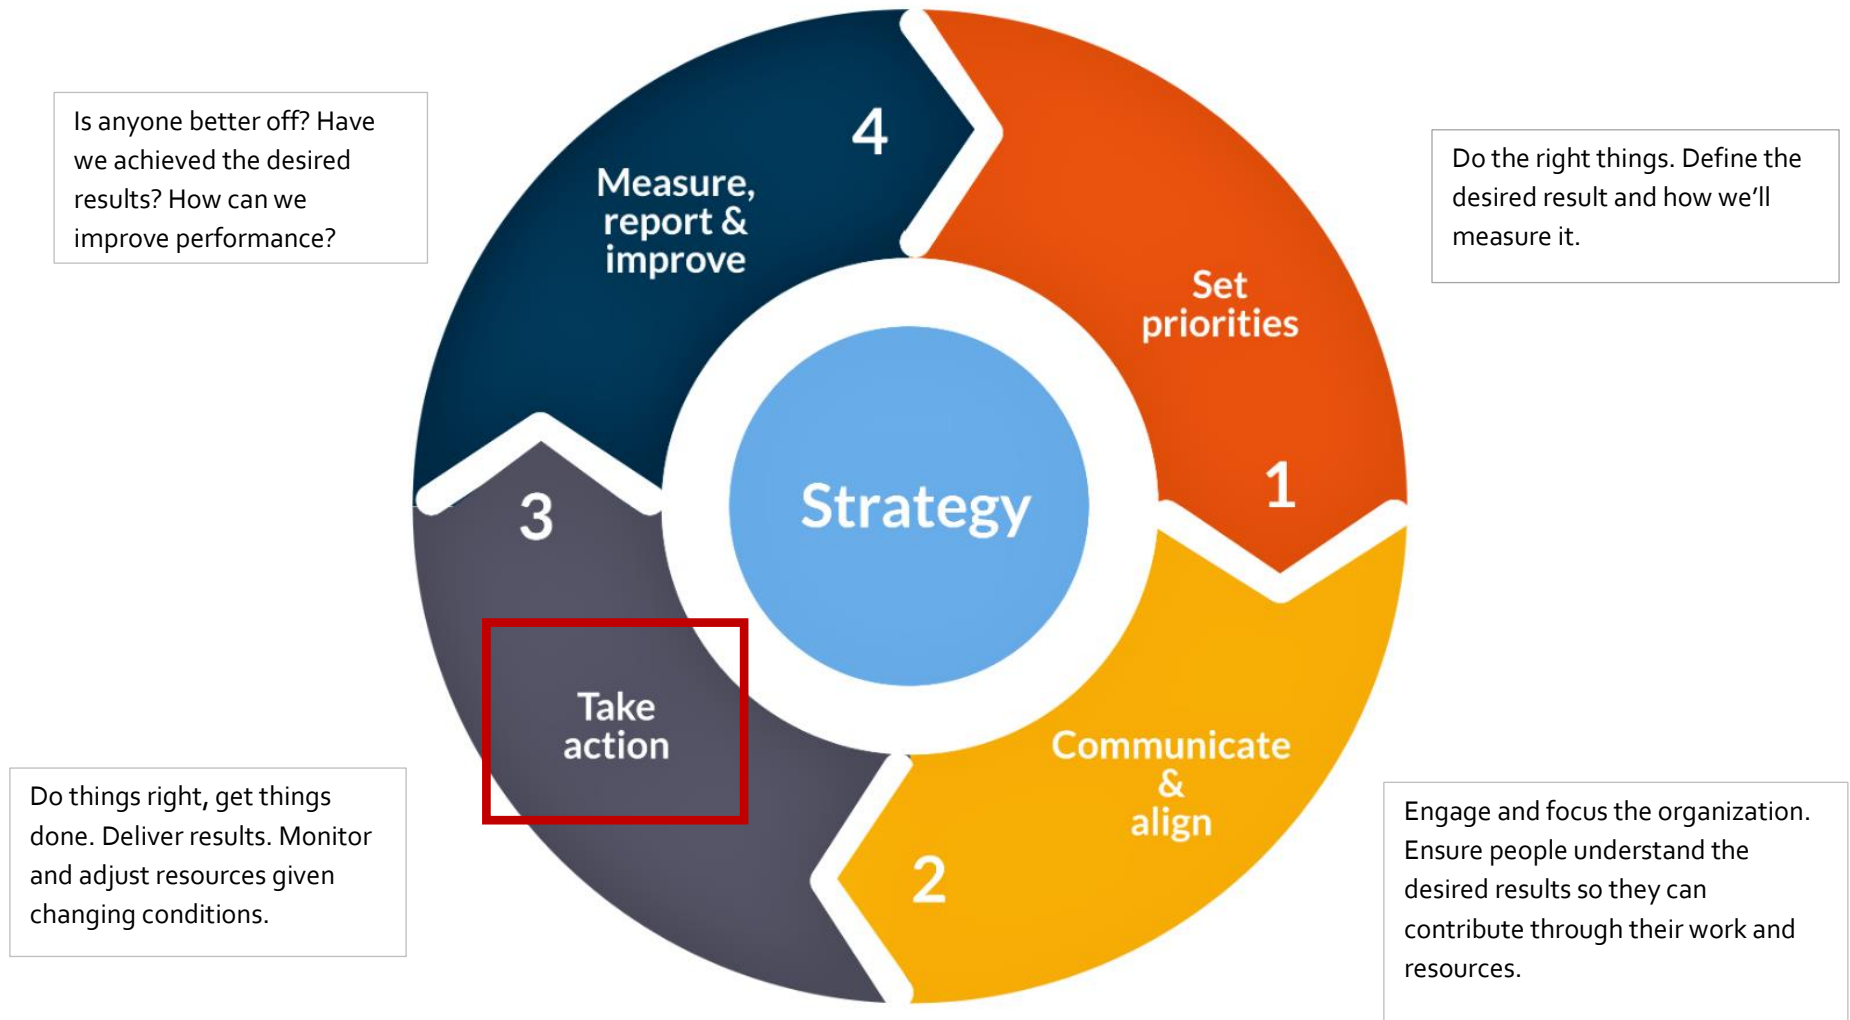 Is anyone better off? Have
we achieved the desired
results? How can we
improve performance?
4
Measure,
report &
improve
Do the right things. Define the
desired result and how we’ll
measure it.
Set
priorities
1
Strategy
3
Take
action
Do things right, get things
done. Deliver results. Monitor
and adjust resources given
changing conditions.
Communicate
&
align
2
Engage and focus the organization.
Ensure people understand the
desired results so they can
contribute through their work and
resources.